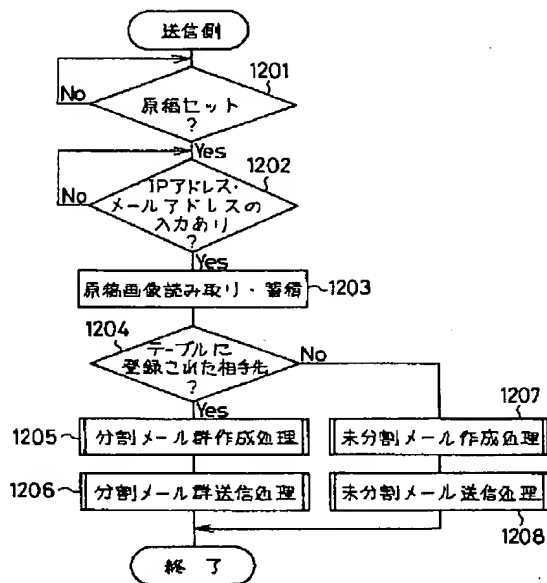 送信側
1201
No
原稿セット
?
Yes
1202
No
IPアドレス・
メールアドレスの
入力あり
?
Yes
原稿画像読み取り・蓄積
1203
1204
テーブルに
登録された相手先
?
No
Yes
1207
1205
分割メール群作成処理
未分割メール作成処理
1206
分割メール群送信処理
未分割メール送信処理
1208
終了